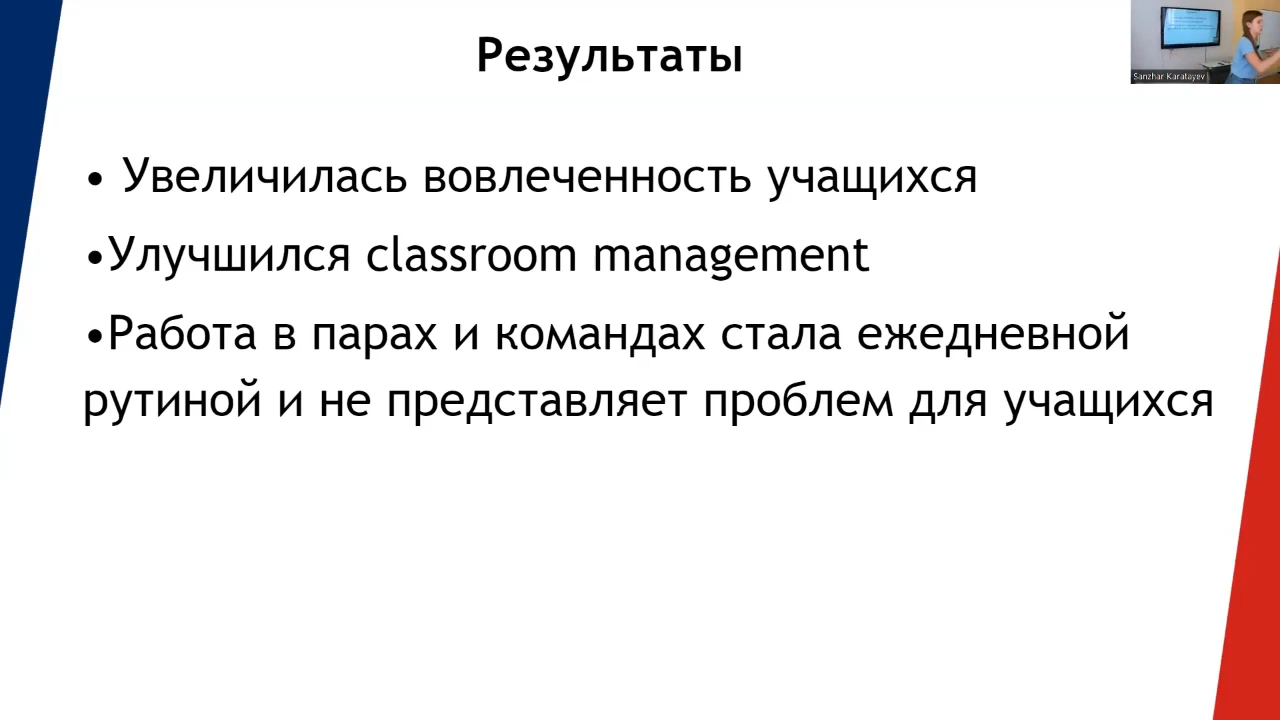 Результаты
Sanzhar Karatayev
• Увеличилась вовлеченность учащихся
•Улучшился classroom management
•Работа в парах и командах стала ежедневной
рутиной и не представляет проблем для учащихся